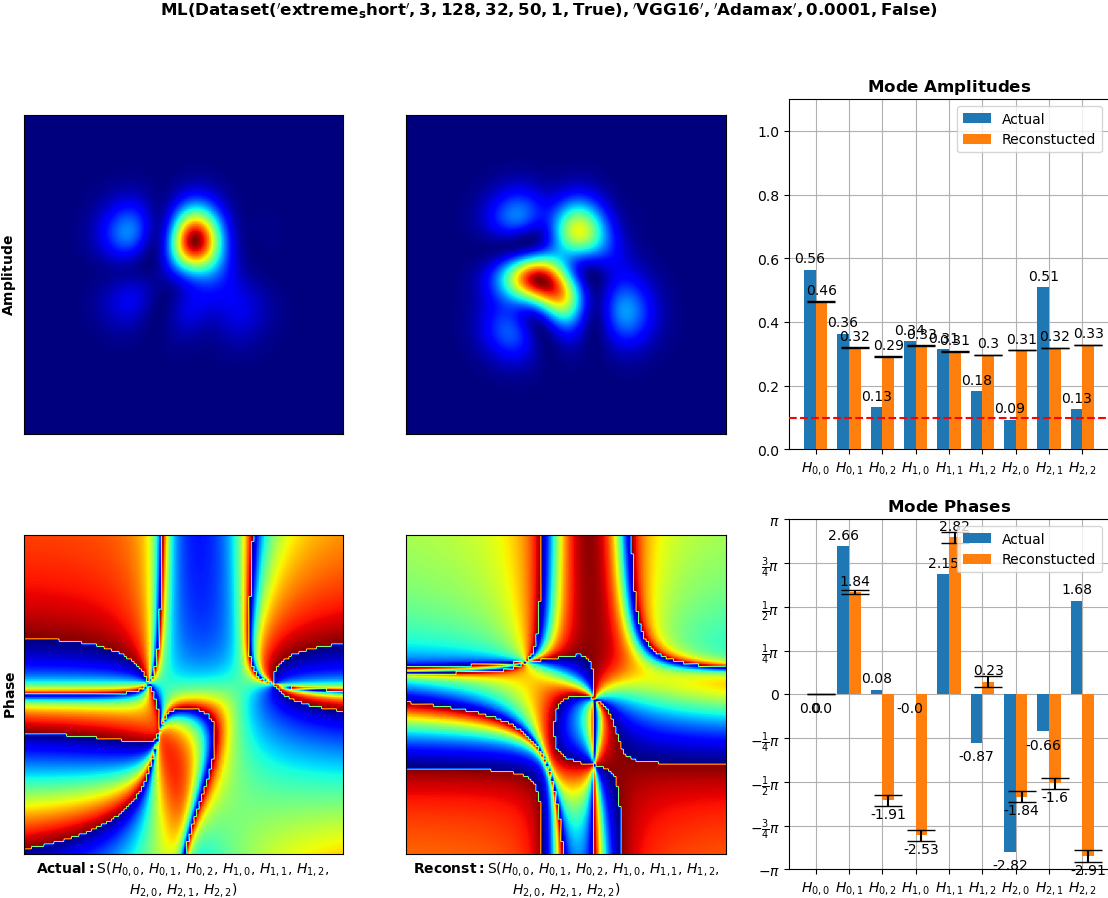 ML(Dataset('extreme_short', 3, 128, 32, 50, 1, True), 'VGG16', 'Adamax', 0.0001, False)
Amplitude
Mode Amplitudes
Actual
Reconstucted
1.0
0.8
0.6
0.4
0.2
0.0
0.56
0.46
0.36
0.32
0.13
0.29
0.34
0.33
0.31
0.31
0.18
0.3
0.09
0.31
0.51
0.32
0.13
0.33
H0,0 H0,1 H0,2 H1,0 H1,1 H1,2 H2,0 H2,1 H2,2
Phase
Actual: S(H0,0, H0,1, H0,2, H1,0, H1,1, H1,2,
H2,0, H2,1, H2,2)
Reconst: S(H0,0, H0,1, H0,2, H1,0, H1,1, H1,2,
H2,0, H2,1, H2,2)
Mode Phases
Actual
Reconstucted
π
3/4π
1/2π
1/4π
0
−1/4π
−1/2π
−3/4π
−π
0.0
0.0
2.66
1.84
0.08
-1.91
-0.0
-2.53
2.15
2.82
-0.87
0.23
-2.82
-1.84
-0.66
-1.6
1.68
-2.91
H0,0 H0,1 H0,2 H1,0 H1,1 H1,2 H2,0 H2,1 H2,2